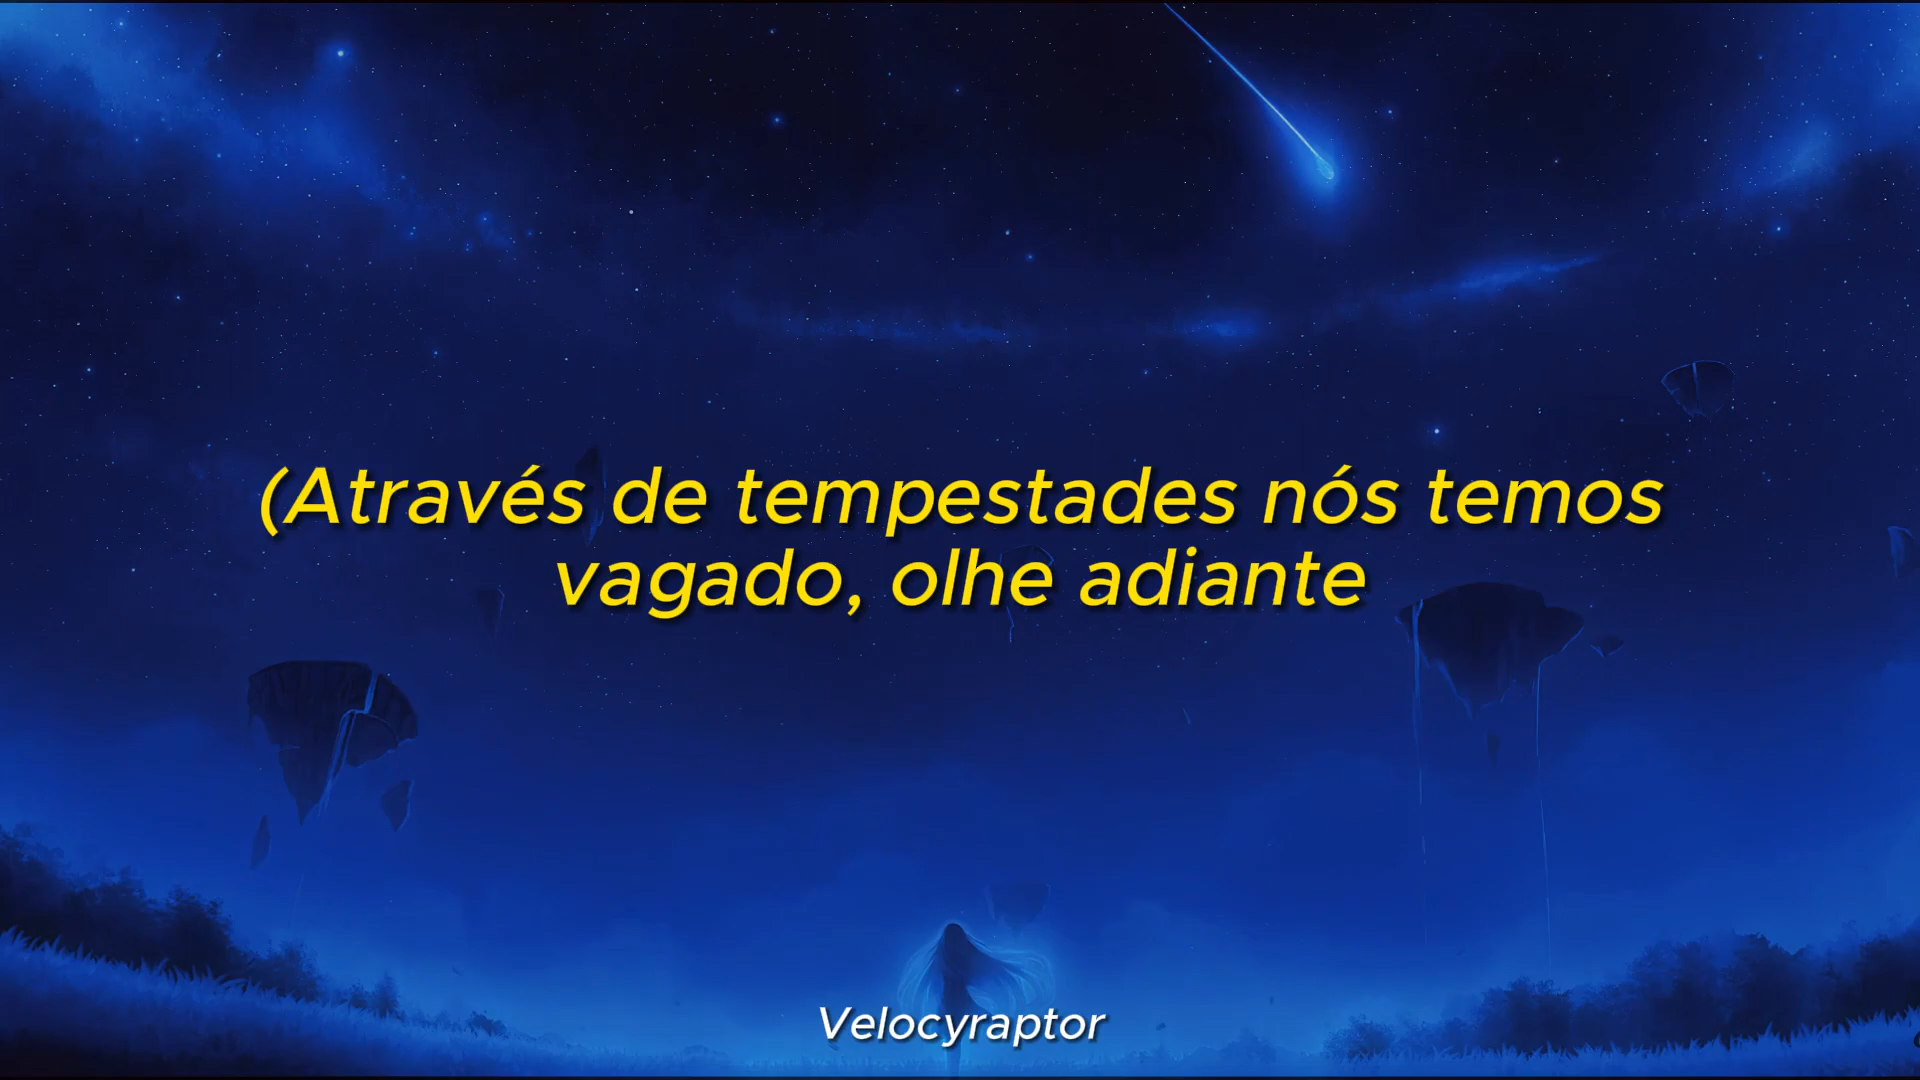 (Através de tempestades nós temos
vagado, olhe adiante
Velocyraptor